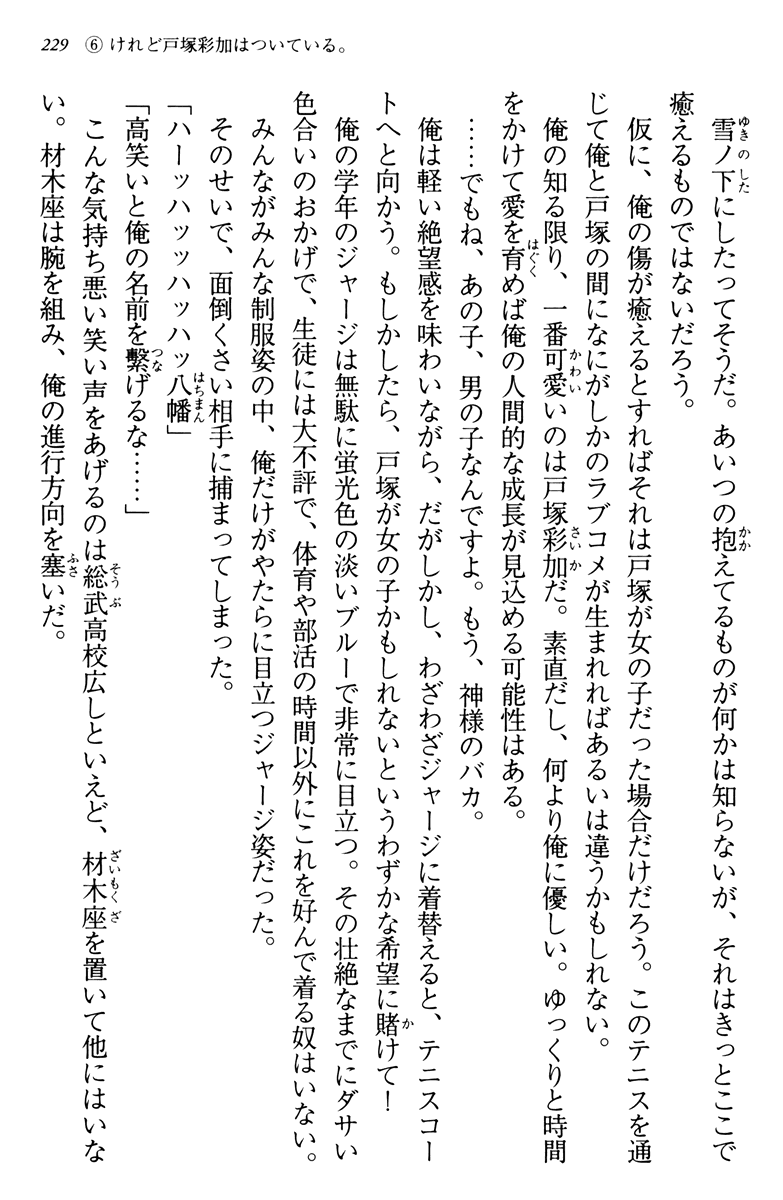 229　⑥けれど戸塚彩加はついている。
雪ノ下にしたってそうだ。あいつの抱えてるものが何かは知らないが、それはきっとここで
癒えるものではないだろう。
仮に、俺の傷が癒えるとすればそれは戸塚が女の子だった場合だけだろう。このテニスを通
じて俺と戸塚の間になにがしかのラブコメが生まれればあるいは違うかもしれない。
俺の知る限り、一番可愛いのは戸塚彩加だ。素直だし、何より俺に優しい。ゆっくりと時間
をかけて愛を育めば俺の人間的な成長が見込める可能性はある。
……でもね、あの子、男の子なんですよ。もう、神様のバカ。
俺は軽い絶望感を味わいながら、だがしかし、わざわざジャージに着替えると、テニスコー
トへと向かう。もしかしたら、戸塚が女の子かもしれないというわずかな希望に賭けて！
俺の学年のジャージは無駄に蛍光色の淡いブルーで非常に目立つ。その壮絶なまでにダサい
色合いのおかげで、生徒には大不評で、体育や部活の時間以外にこれを好んで着る奴はいない。
みんながみんな制服姿の中、俺だけがやたらに目立つジャージ姿だった。
そのせいで、面倒くさい相手に捕まってしまった。
「ハーッハッハッハッ八幡」
「高笑いと俺の名前を繫げるな……」
こんな気持ち悪い笑い声をあげるのは総武高校広しといえど、材木座を置いて他にはいな
い。材木座は腕を組み、俺の進行方向を塞いだ。